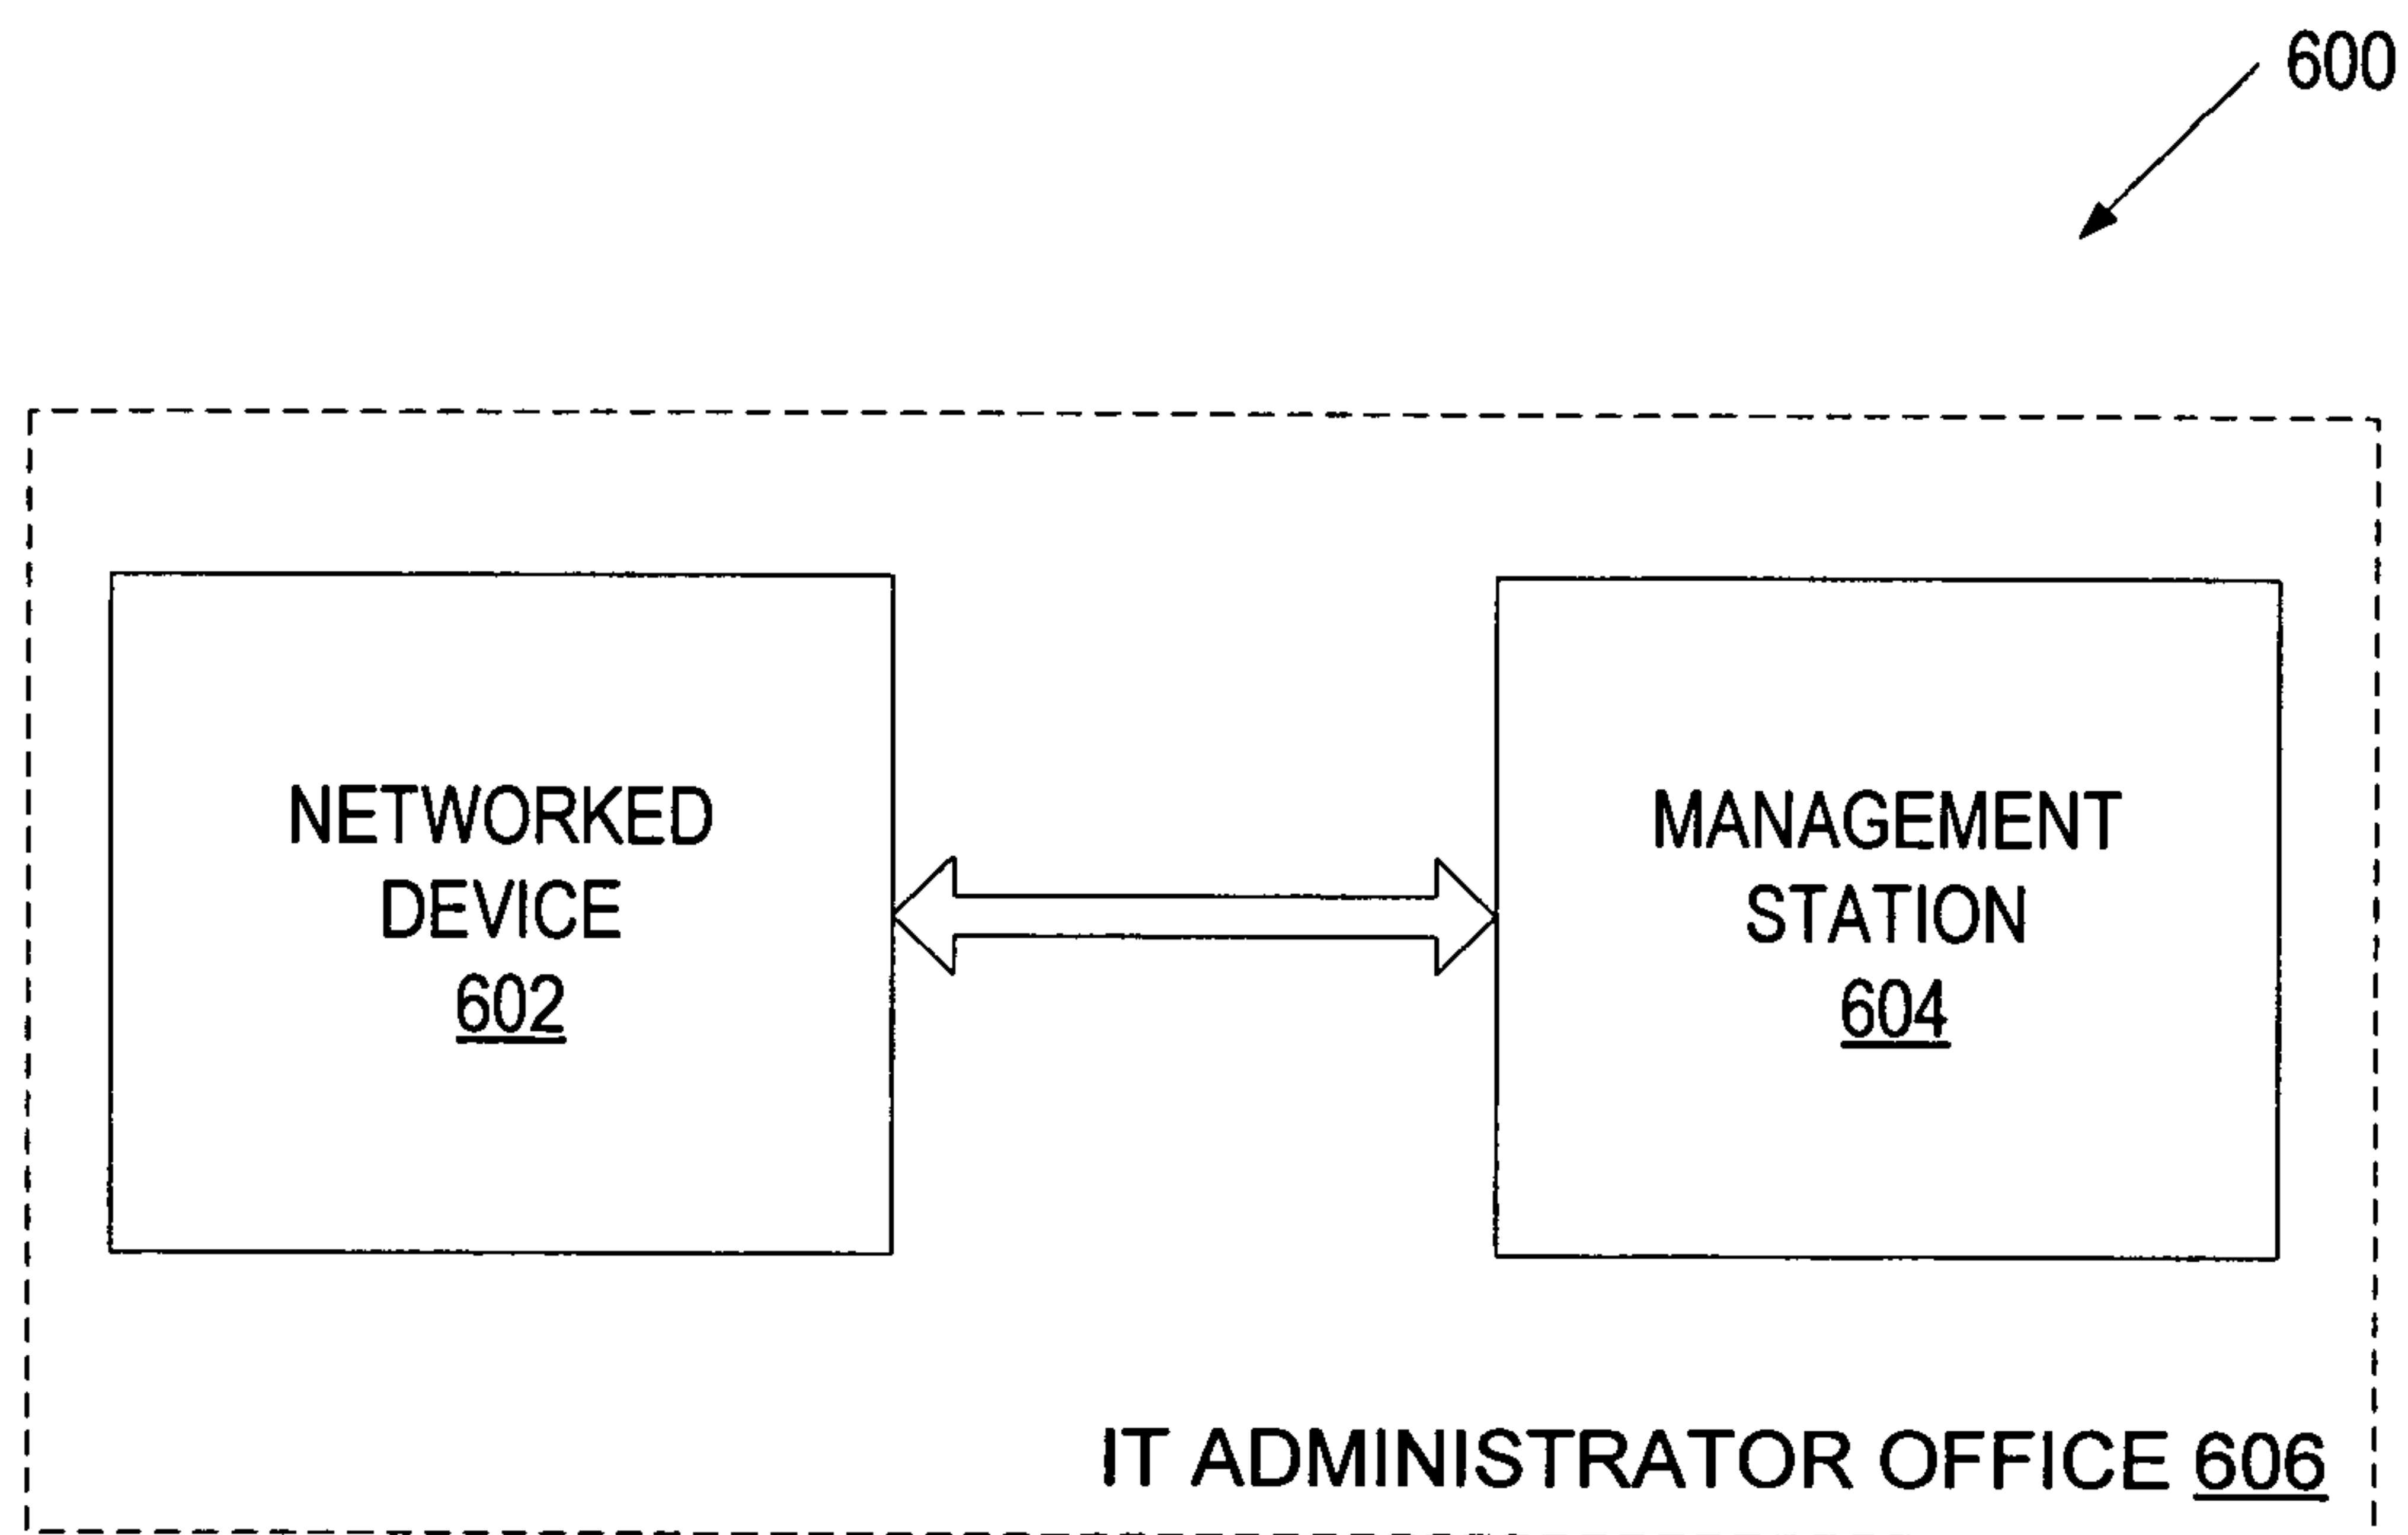 600
NETWORKED
DEVICE
602
MANAGEMENT
STATION
604
IT ADMINISTRATOR OFFICE 606